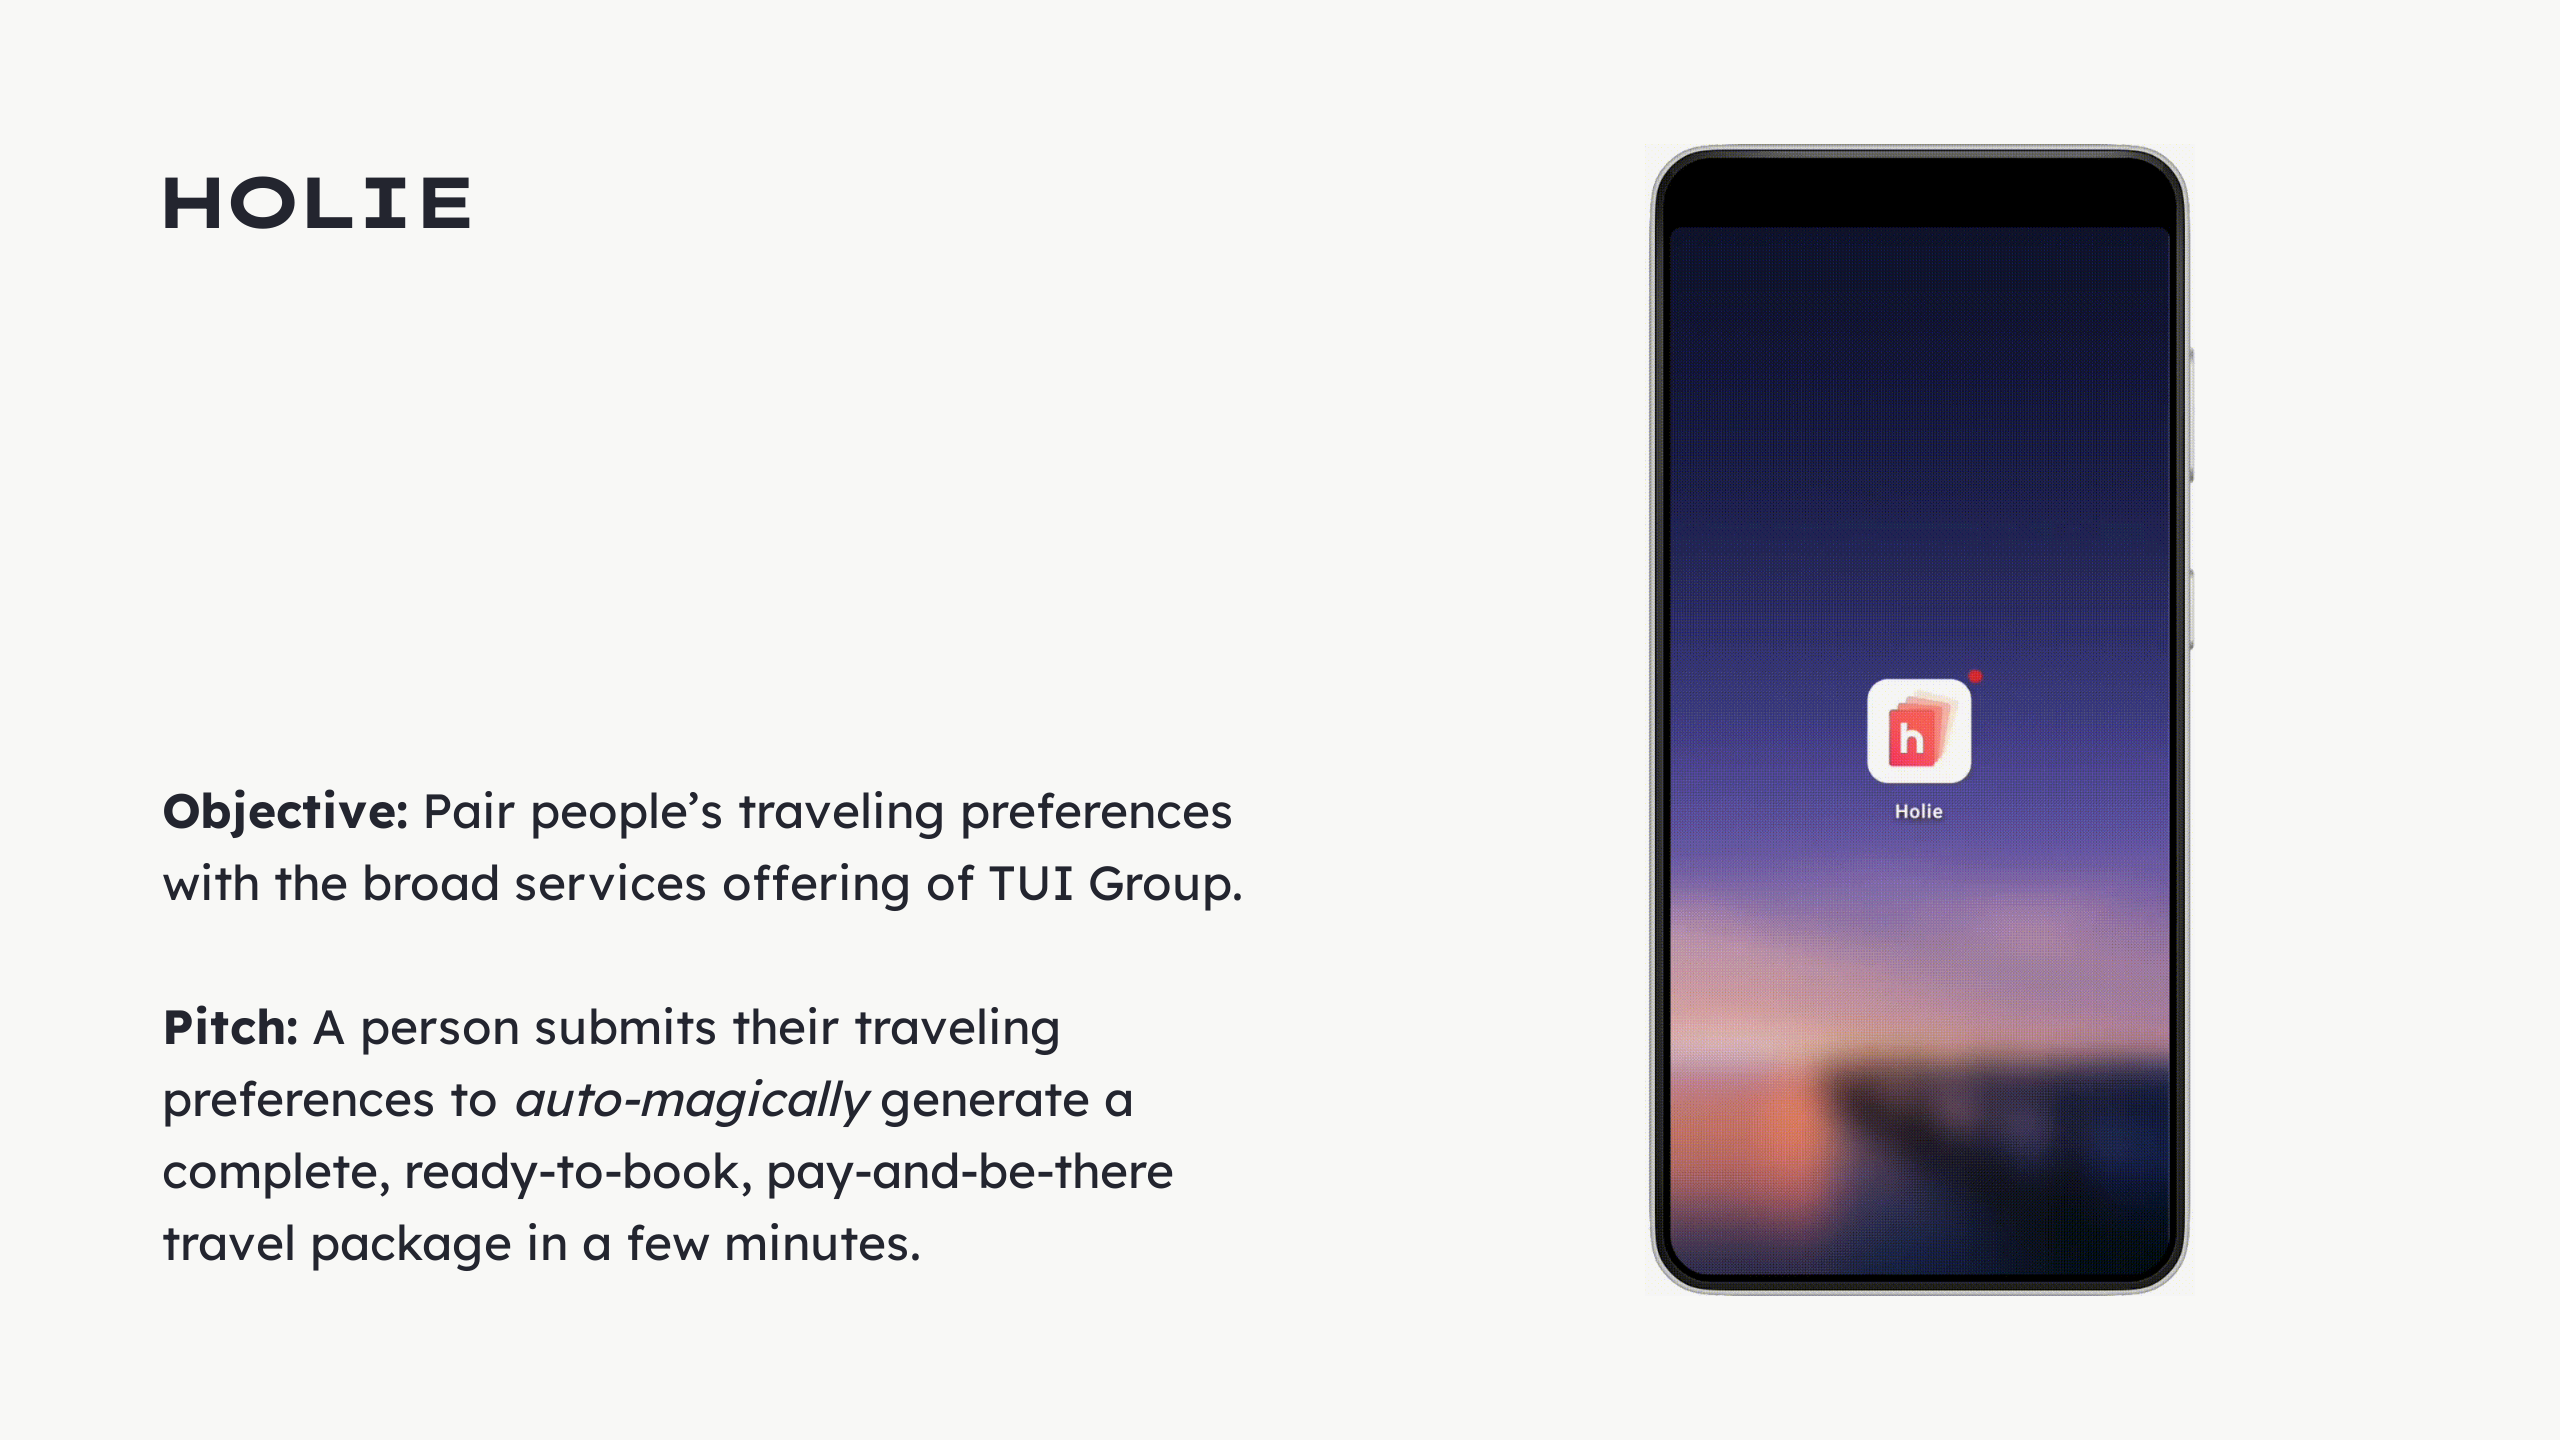 HOLIE
Objective: Pair people’s traveling preferences
with the broad services offering of TUI Group.
Pitch: A person submits their traveling
preferences to auto-magically generate a
complete, ready-to-book, pay-and-be-there
travel package in a few minutes.
h
Holie